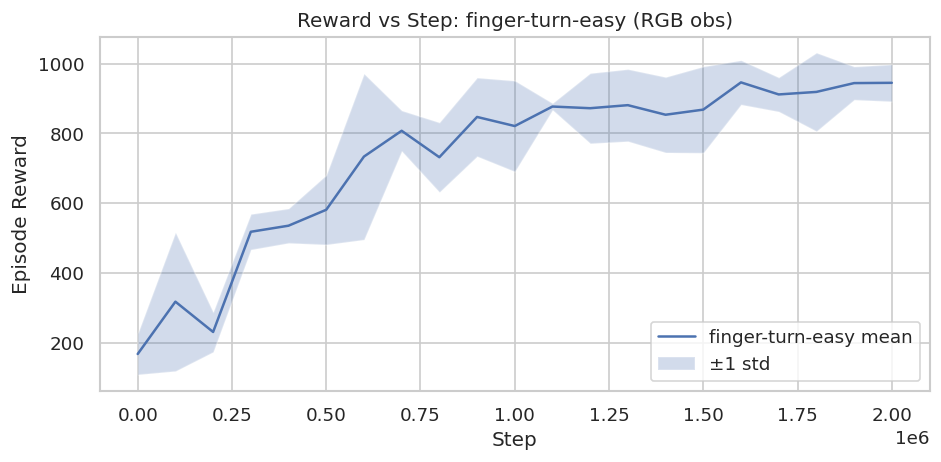 Reward vs Step: finger-turn-easy (RGB obs)
Episode Reward
1000
800
600
400
200
finger-turn-easy mean
±1 std
0.00 0.25 0.50 0.75 1.00 1.25 1.50 1.75 2.00
1e6
Step